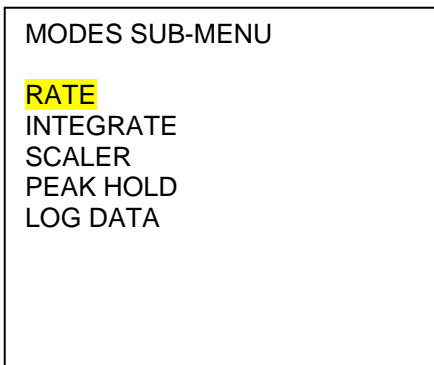 MODES SUB-MENU
RATE
INTEGRATE
SCALER
PEAK HOLD
LOG DATA